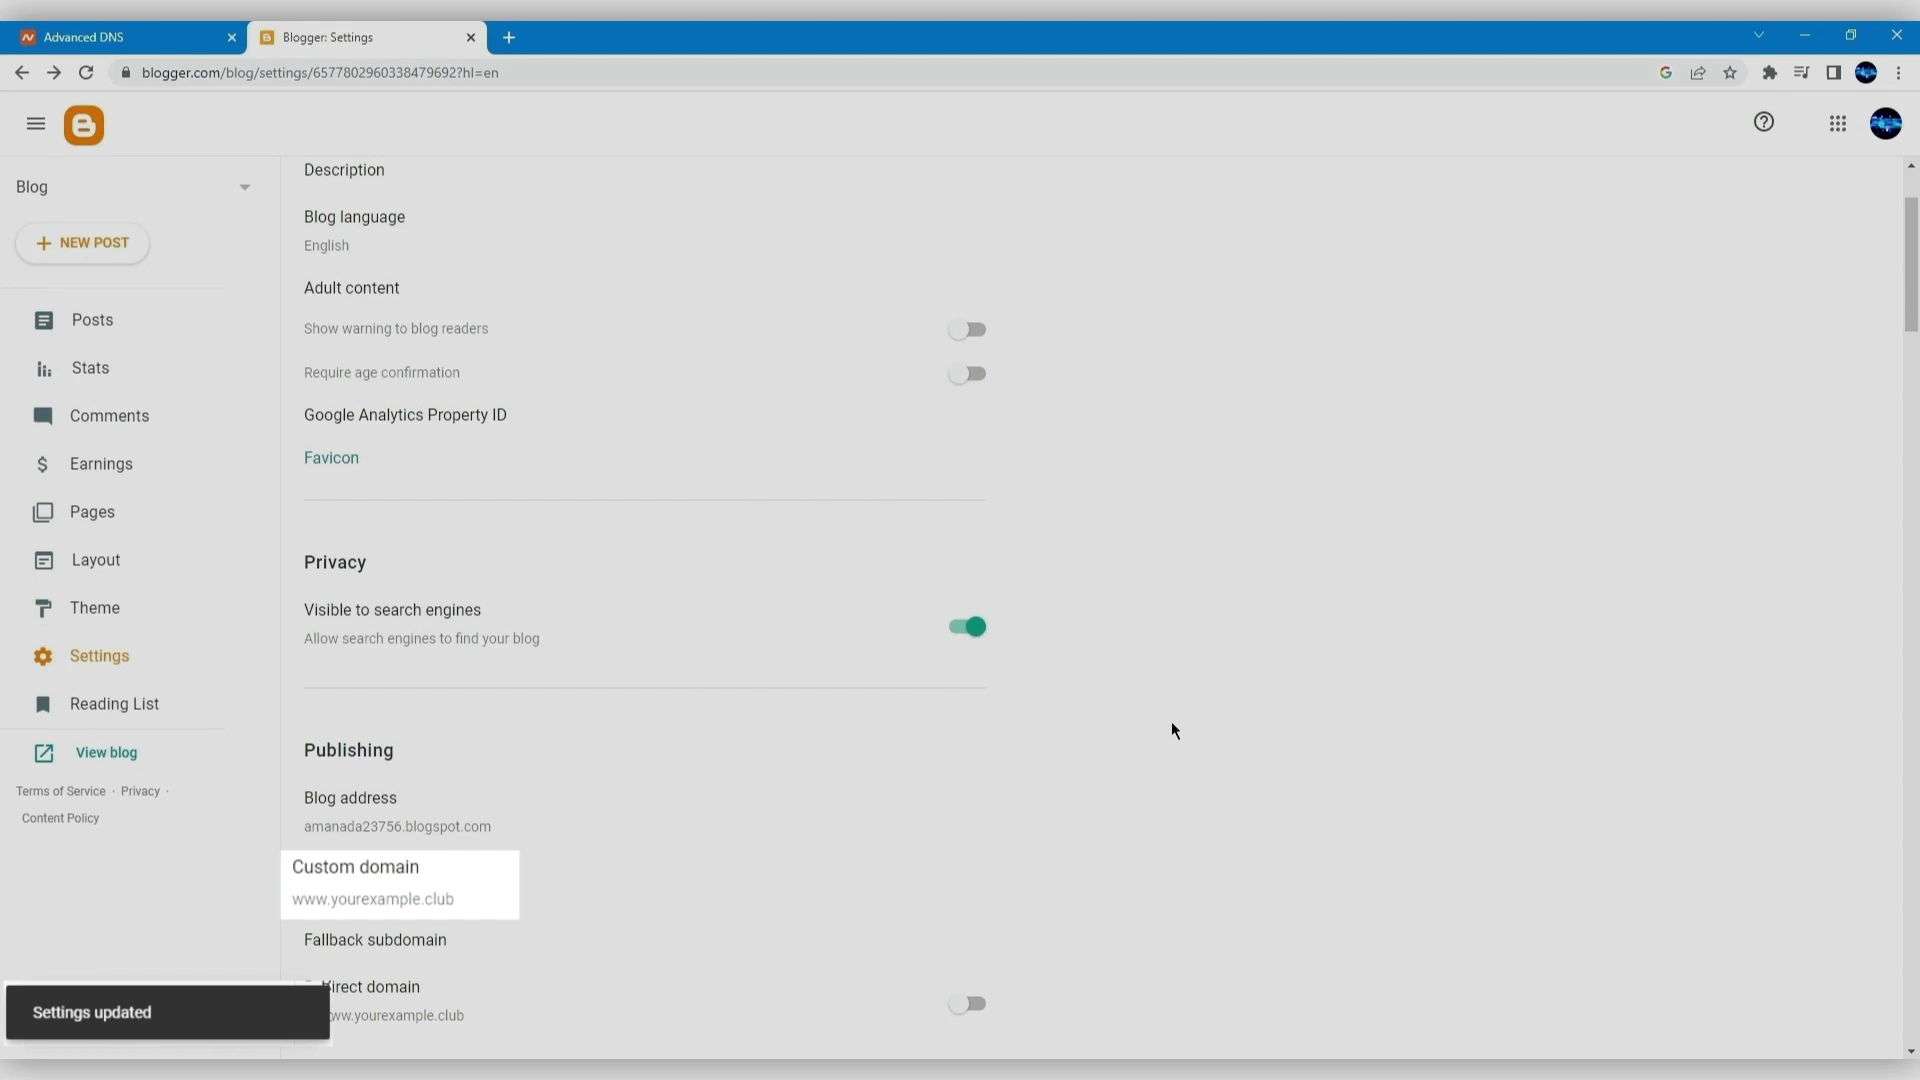 Advanced DNS
Blogger: Settings
blogger.com/blog/settings/6577802960338479692?hl=en
Blog
NEW POST
Posts
Stats
Comments
Earnings
Pages
Layout
Theme
Settings
Reading List
View blog
Terms of Service · Privacy ·
Content Policy
Description
Blog language
English
Adult content
Show warning to blog readers
Require age confirmation
Google Analytics Property ID
Favicon
Privacy
Visible to search engines
Allow search engines to find your blog
Publishing
Blog address
amanada23756.blogspot.com
Custom domain
www.yourexample.club
Fallback subdomain
domain
ww.yourexample.club
Settings updated